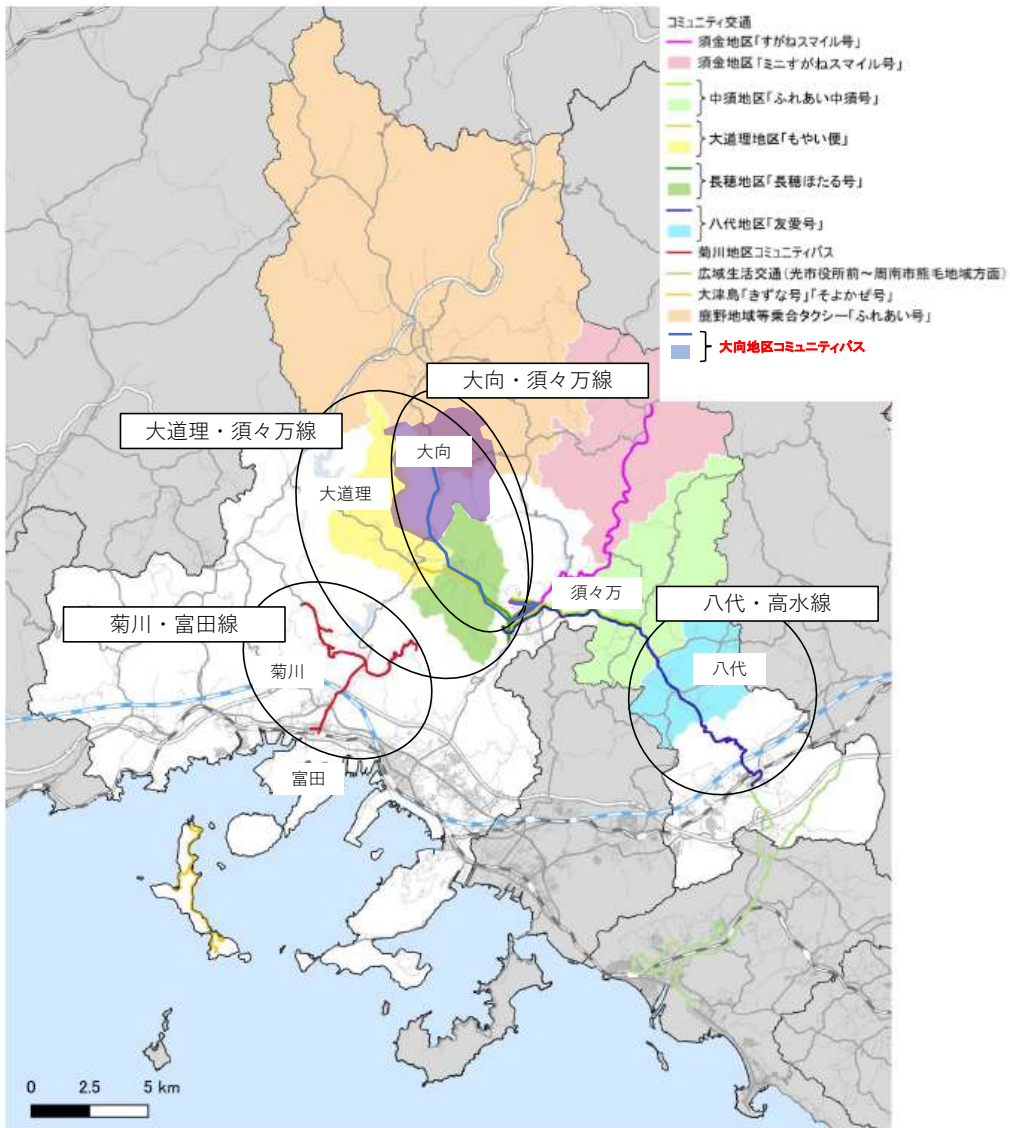 コミュニティ交通
須金地区「すがねスマイル号」
須金地区「ミニすがねスマイル号」
中須地区「ふれあい中須号」
大道理地区「もやい便」
長穂地区「長穂ほたる号」
八代地区「友愛号」
菊川地区コミュニティバス
広域生活交通(光市役所前~周南市熊毛地域方面)
大津島「きずな号」「そよかぜ号」
鹿野地域等乗合タクシー「ふれあい号」
大向地区コミュニティバス
大向・須々万線
大道理・須々万線
大向
大道理
須々万
八代・高水線
菊川・富田線
菊川
八代
富田
0 2.5 5 km